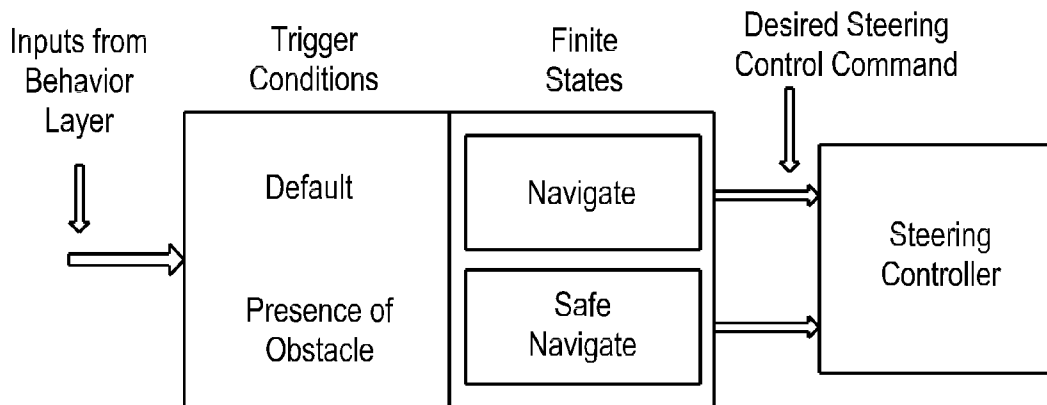 Inputs from
Behavior
Layer
Trigger
Conditions
Finite
States
Desired Steering
Control Command
Default
Navigate
Presence of
Obstacle
Safe
Navigate
Steering
Controller